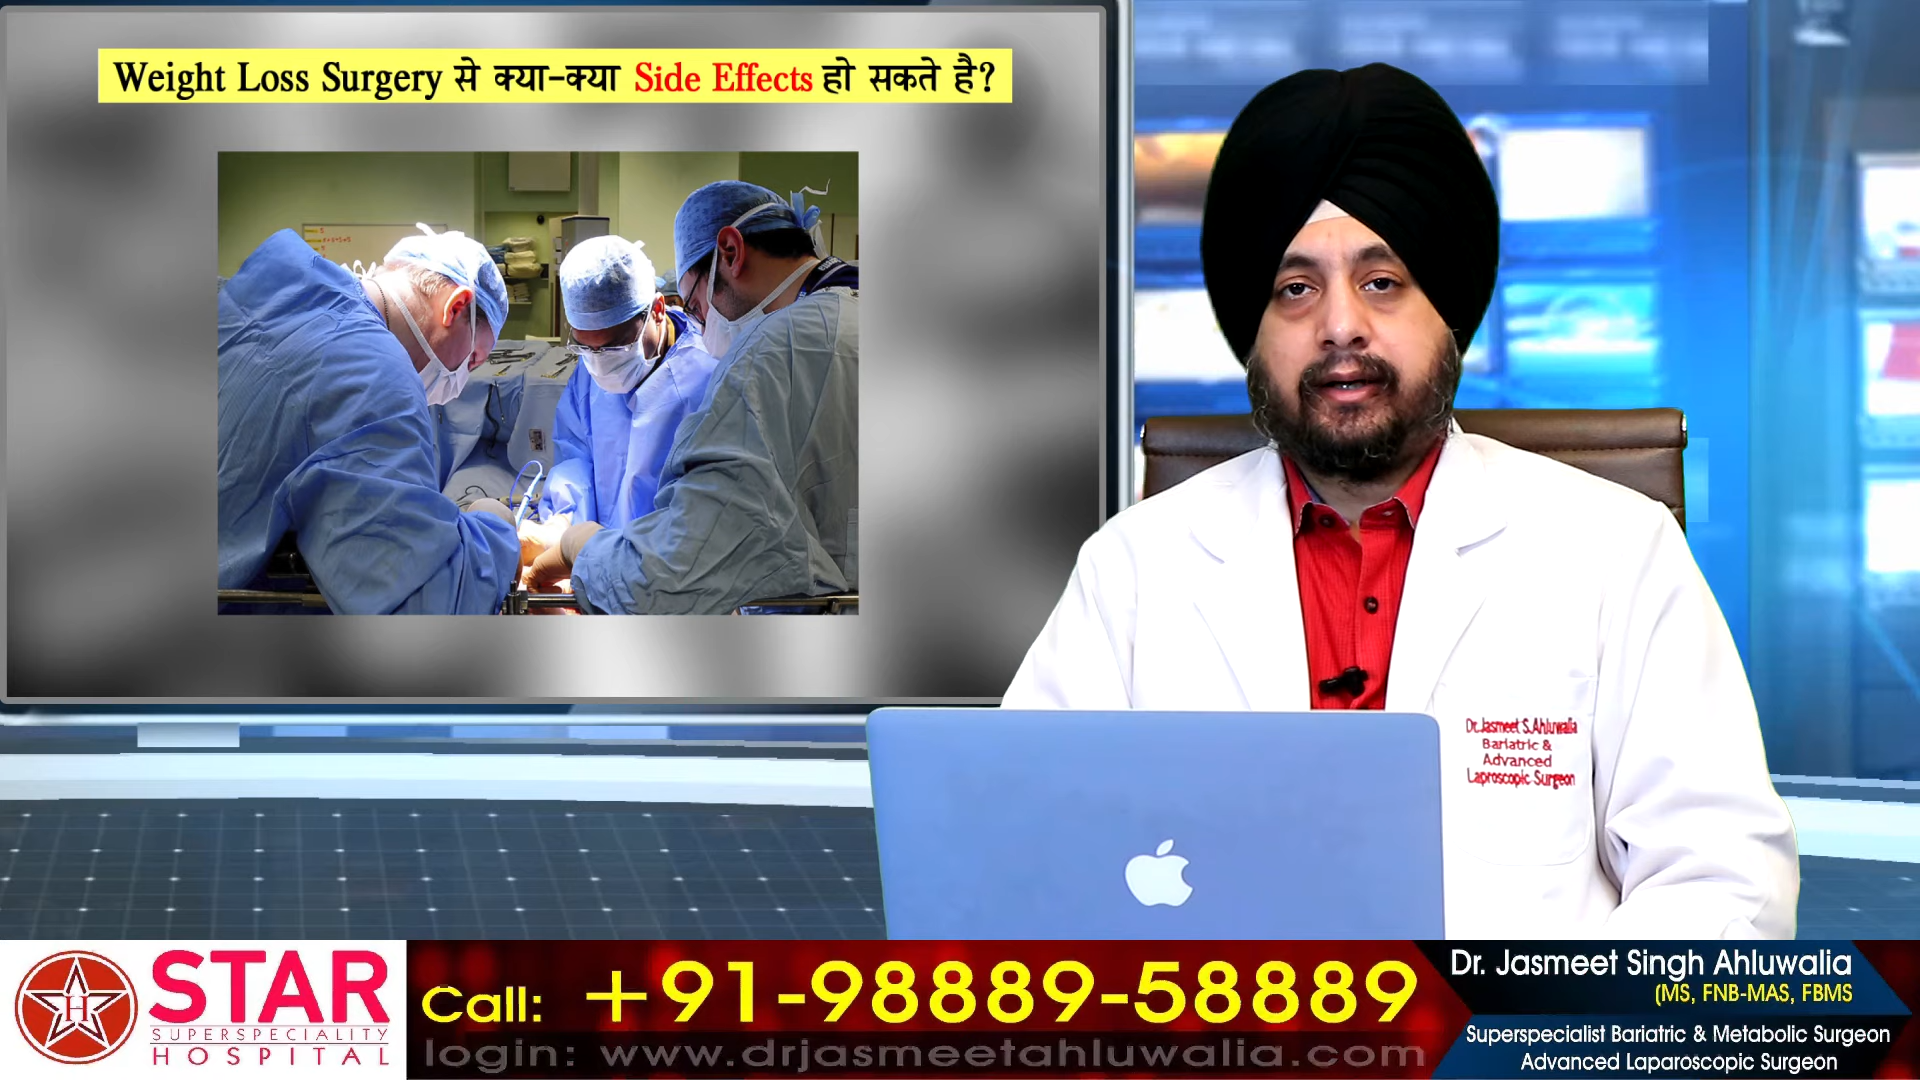 Weight Loss Surgery से क्या-क्या Side Effects हो सकते है?
Dr.Jasmeet S.Ahluwalia
Bariatric &
Advanced
Laproscopic Surgeon
STAR
SUPERSPECIALITY
HOSPITAL
H
Call: +91-98889-58889
login: www.drjasmeetahluwalia.com
Dr. Jasmeet Singh Ahluwalia
(MS, FNB-MAS, FBMS
Superspecialist Bariatric & Metabolic Surgeon
Advanced Laparoscopic Surgeon